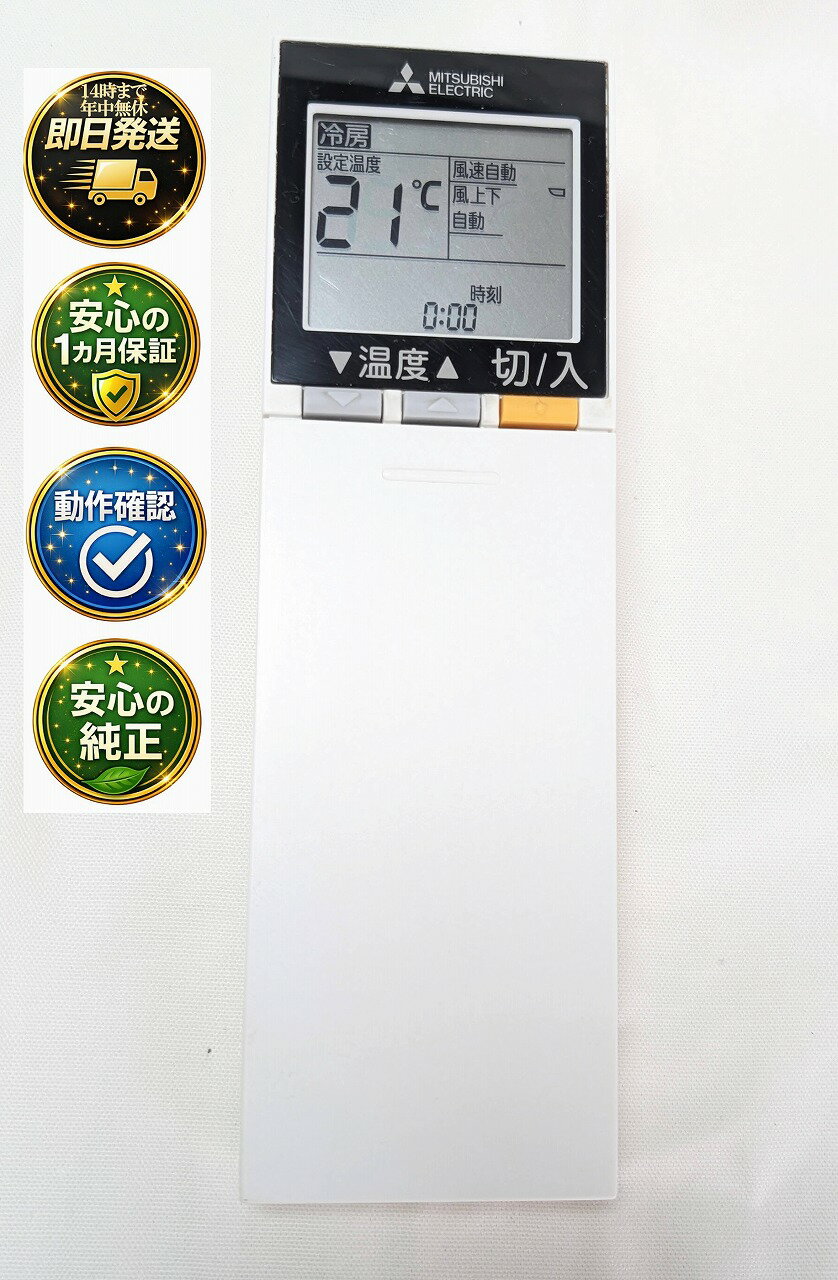 14時まで
年中無休
即日発送
安心の
1カ月保証
動作確認
安心の
純正
MITSUBISHI
ELECTRIC
冷房
設定温度
21℃
風速自動
風上下
自動
時刻
0:00
▼温度▲ 切/入